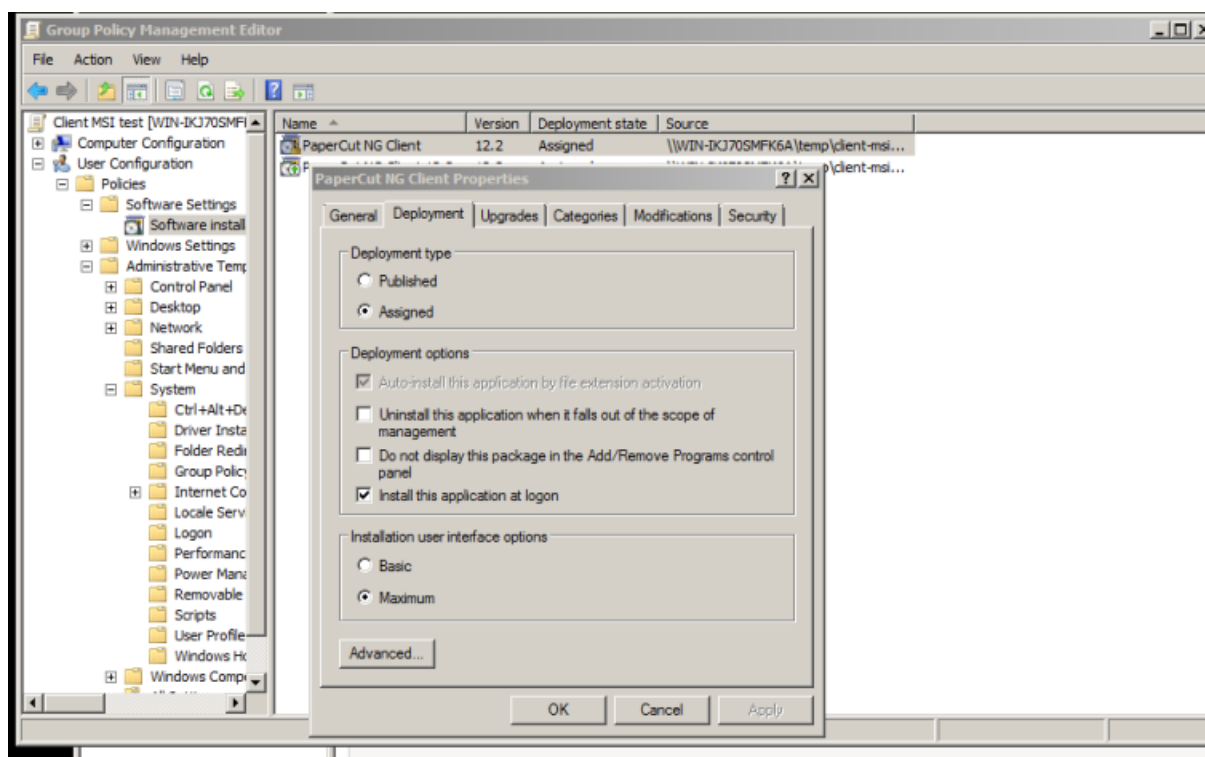 Group Policy Management Editor
File Action View Help
Client MSI test [WIN-IKJ70SMF
Name Version Deployment state Source
Computer Configuration
PaperCut NG Client 12.2 Assigned \\WIN-IKJ70SMFK6A\temp\client-msi...
User Configuration
Policies
Software Settings
Software install
Windows Settings
Administrative Temp
Control Panel
Desktop
Network
Shared Folders
Start Menu and
System
Ctrl+Alt+De
Driver Insta
Folder Redi
Group Policy
Internet Co
Locale Serv
Logon
Performanc
Power Mana
Removable
Scripts
User Profile
Windows Ho
Windows Comp
PaperCut NG Client Properties
General Deployment Upgrades Categories Modifications Security
Deployment type
Published
Assigned
Deployment options
Auto-install this application by file extension activation
Uninstall this application when it falls out of the scope of
management
Do not display this package in the Add/Remove Programs control
panel
Install this application at logon
Installation user interface options
Basic
Maximum
Advanced...
OK Cancel Apply